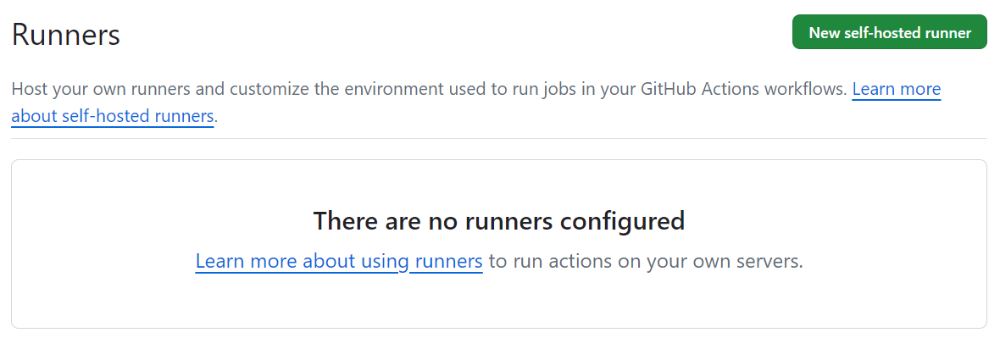 Runners
New self-hosted runner
Host your own runners and customize the environment used to run jobs in your GitHub Actions workflows. Learn more
about self-hosted runners.
There are no runners configured
Learn more about using runners to run actions on your own servers.